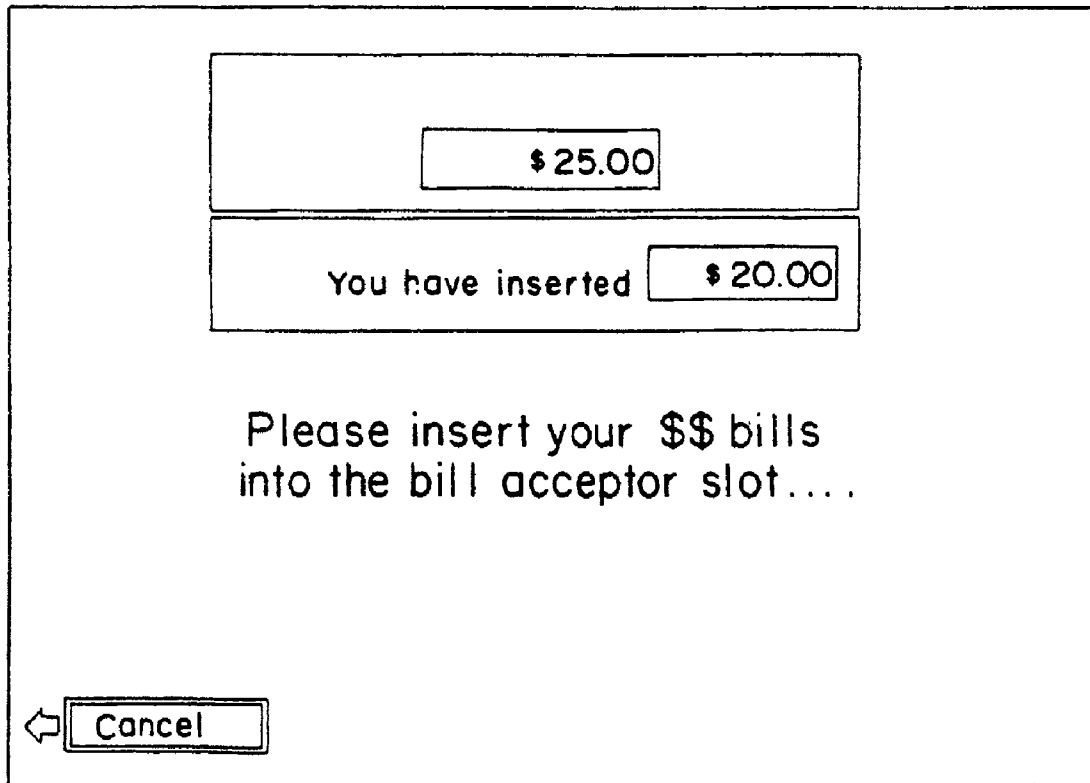 $25.00
You have inserted $20.00
Please insert your $$ bills
into the bill acceptor slot....
Cancel